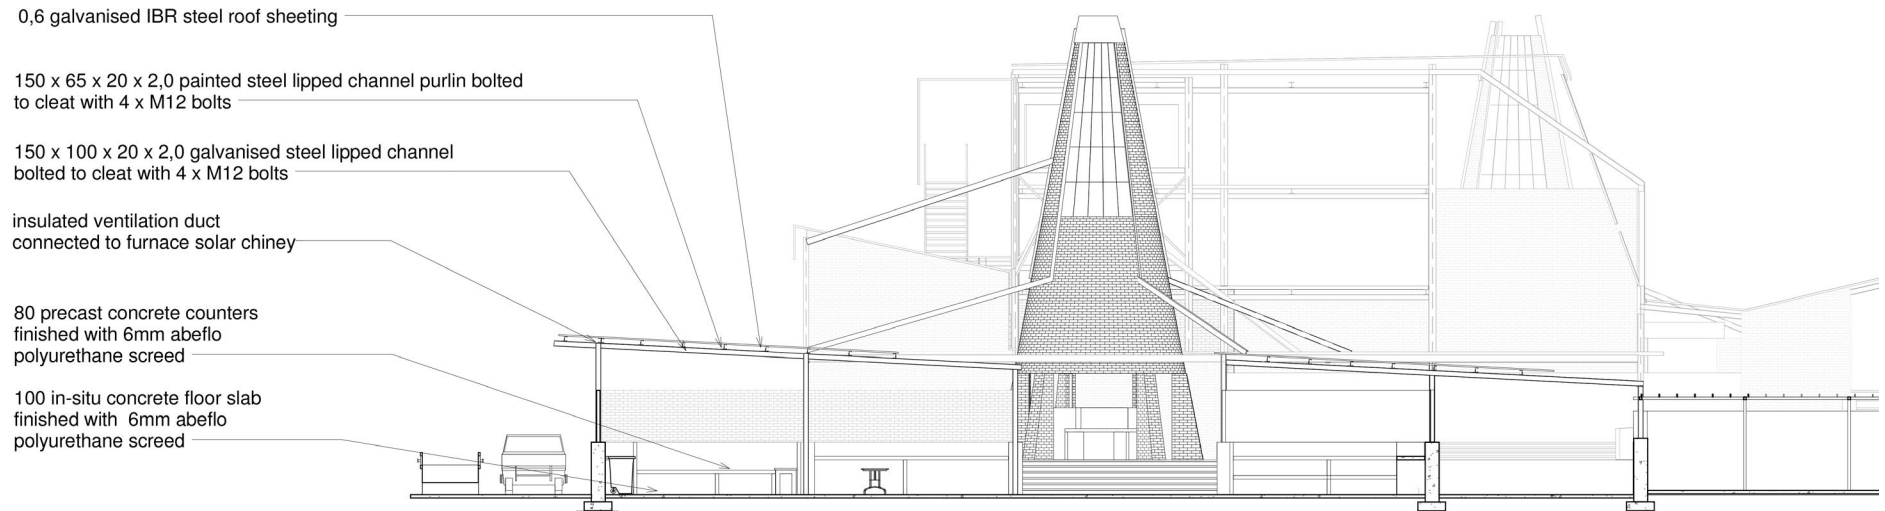 0,6 galvanised IBR steel roof sheeting
150 x 65 x 20 x 2,0 painted steel lipped channel purlin bolted
to cleat with 4 x M12 bolts
150 x 100 x 20 x 2,0 galvanised steel lipped channel
bolted to cleat with 4 x M12 bolts
insulated ventilation duct
connected to furnace solar chiney
80 precast concrete counters
finished with 6mm abeflo
polyurethane screed
100 in-situ concrete floor slab
finished with  6mm abeflo
polyurethane screed